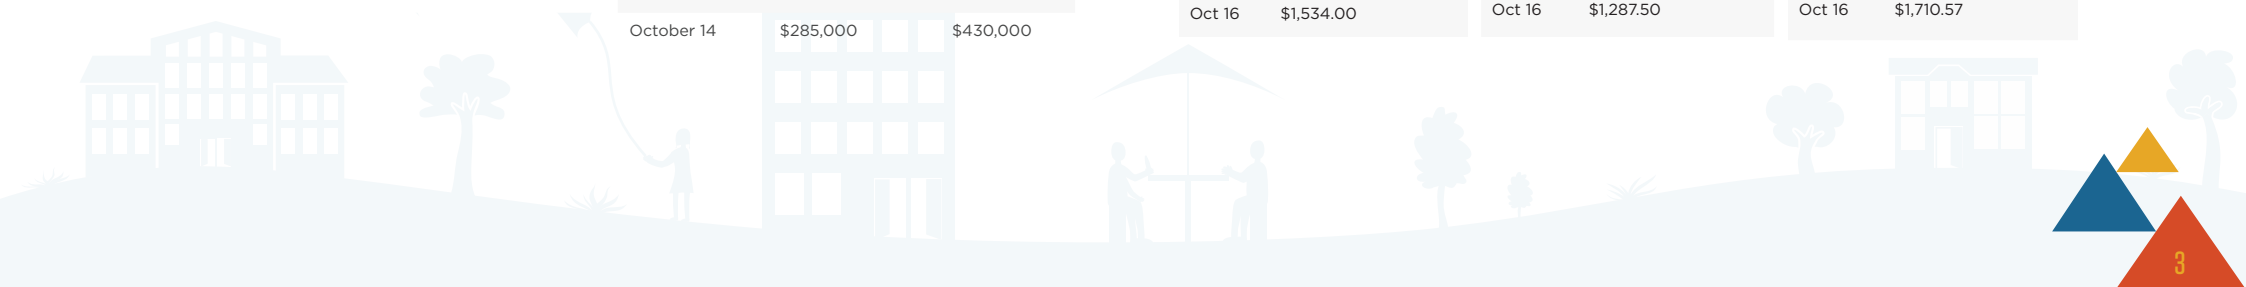 October 14 $285,000 $430,000
Oct 16 $1,534.00
Oct 16 $1,287.50
Oct 16 $1,710.57
3